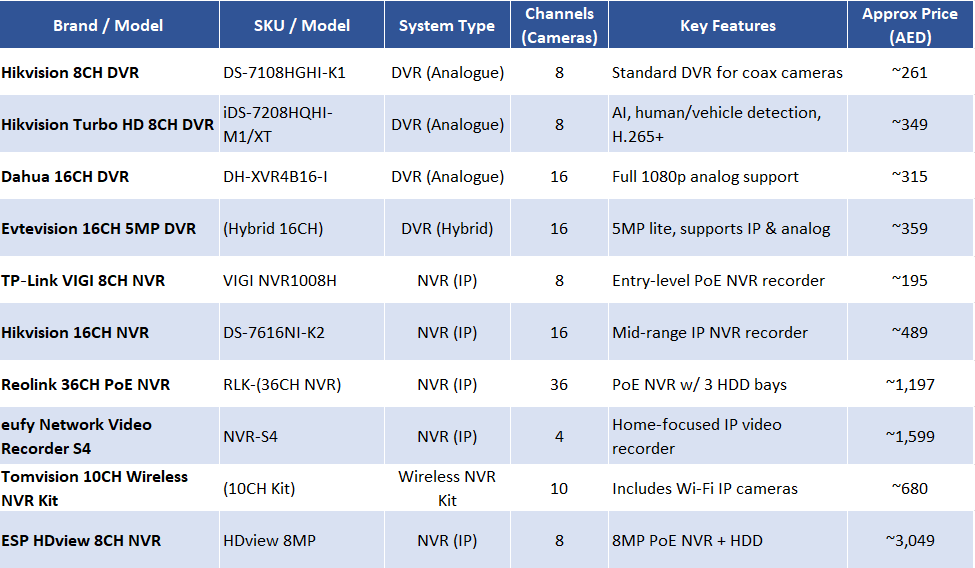 Brand / Model SKU / Model System Type Channels (Cameras) Key Features Approx Price (AED)
Hikvision 8CH DVR DS-7108HGHI-K1 DVR (Analogue) 8 Standard DVR for coax cameras ~261
Hikvision Turbo HD 8CH DVR iDS-7208HQHI-M1/XT DVR (Analogue) 8 AI, human/vehicle detection, H.265+ ~349
Dahua 16CH DVR DH-XVR4B16-I DVR (Analogue) 16 Full 1080p analog support ~315
Evtevision 16CH 5MP DVR (Hybrid 16CH) DVR (Hybrid) 16 5MP lite, supports IP & analog ~359
TP-Link VIGI 8CH NVR VIGI NVR1008H NVR (IP) 8 Entry-level PoE NVR recorder ~195
Hikvision 16CH NVR DS-7616NI-K2 NVR (IP) 16 Mid-range IP NVR recorder ~489
Reolink 36CH PoE NVR RLK-(36CH NVR) NVR (IP) 36 PoE NVR w/ 3 HDD bays ~1,197
eufy Network Video Recorder S4 NVR-S4 NVR (IP) 4 Home-focused IP video recorder ~1,599
Tomvision 10CH Wireless NVR Kit (10CH Kit) Wireless NVR Kit 10 Includes Wi-Fi IP cameras ~680
ESP HDview 8CH NVR HDview 8MP NVR (IP) 8 8MP PoE NVR + HDD ~3,049